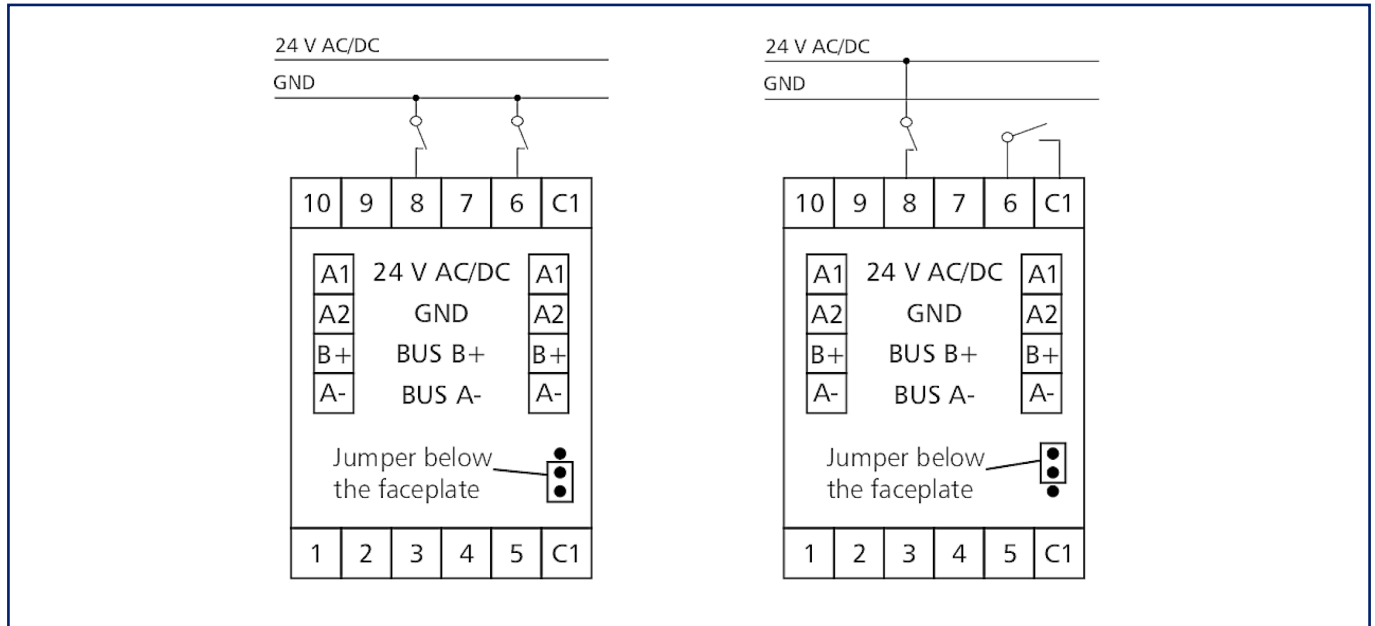 24 V AC/DC
GND
10 9 8 7 6 C1
A1 24 V AC/DC A1
A2 GND A2
B+ BUS B+ B+
A- BUS A- A-
Jumper below
the faceplate
1 2 3 4 5 C1
24 V AC/DC
GND
10 9 8 7 6 C1
A1 24 V AC/DC A1
A2 GND A2
B+ BUS B+ B+
A- BUS A- A-
Jumper below
the faceplate
1 2 3 4 5 C1